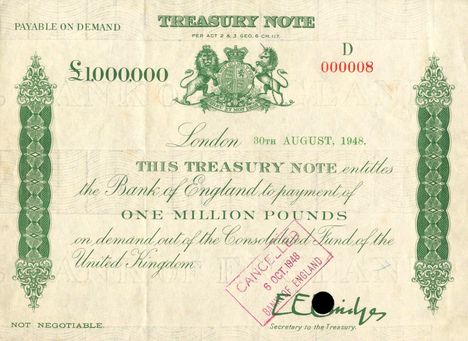 PAYABLE ON DEMAND
TREASURY NOTE
PER ACT 2 & 3 GEO. 6 CH. 117.
£1,000,000
D
000008
London 30TH AUGUST, 1948.
THIS TREASURY NOTE entitles
the Bank of England to payment of
ONE MILLION POUNDS
on demand out of the Consolidated Fund of the
United Kingdom
CANCELLED
6 OCT. 1948
BANK OF ENGLAND
Secretary to the Treasury.
NOT NEGOTIABLE.